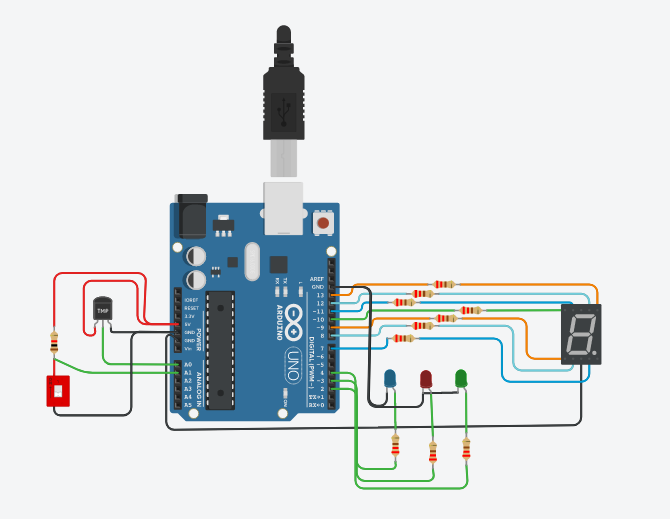 TMP
IOREF
RESET
3.3V
5V
GND
GND
Vin
POWER
A0
A1
A2
A3
A4
A5
ANALOG IN
AREF
GND
13
12
~11
~10
~9
8
7
~6
~5
4
~3
2
TX→1
RX←0
DIGITAL (PWM~)
RX
TX
L
ARDUINO
UNO
ON